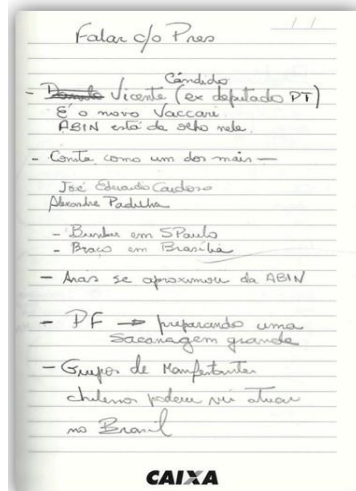 Falar c/o Pres
Cândido
- Vicente (ex deputado PT)
É o novo Vaccari.
ABIN está de olho nele.
- Conta como um dos mais —
José Eduardo Cardoso
Alexandre Padilha
- Bunker em SPaulo
- Braço em Brasília
- se aproximou da ABIN
- PF → preparando uma
sacanagem grande
- Grupos de Manifestantes
chilenos podem vir atuar
no Brasil
CAIXA